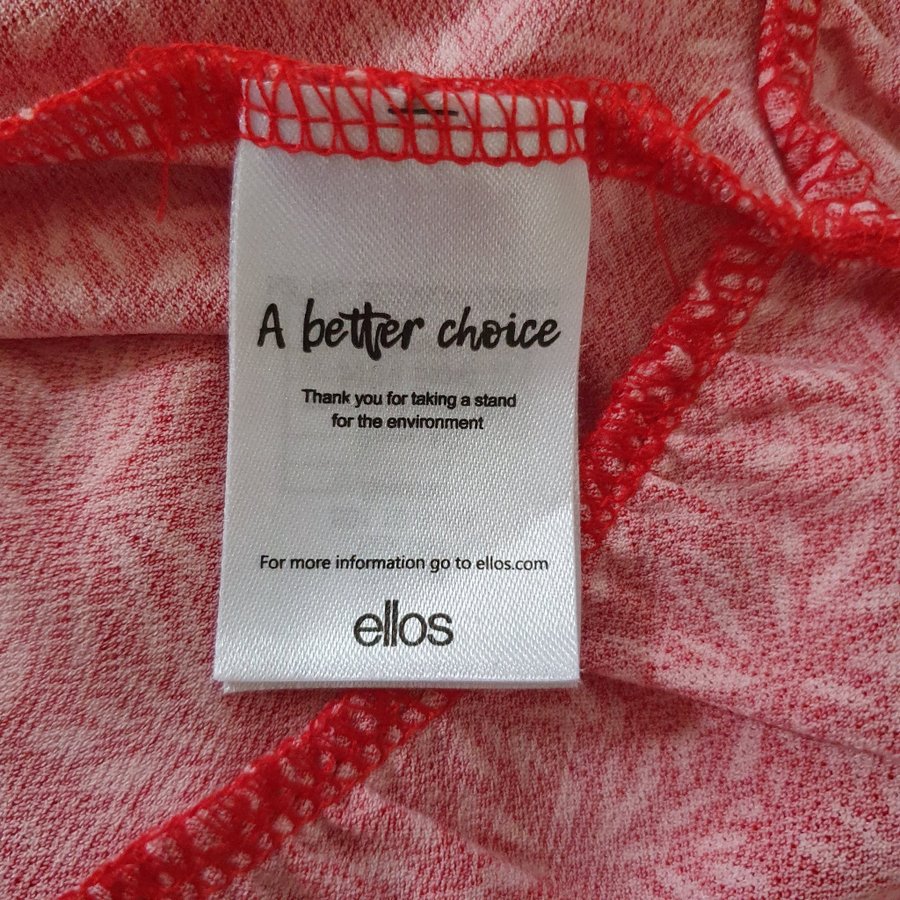 A better choice
Thank you for taking a stand
for the environment
For more information go to ellos.com
ellos